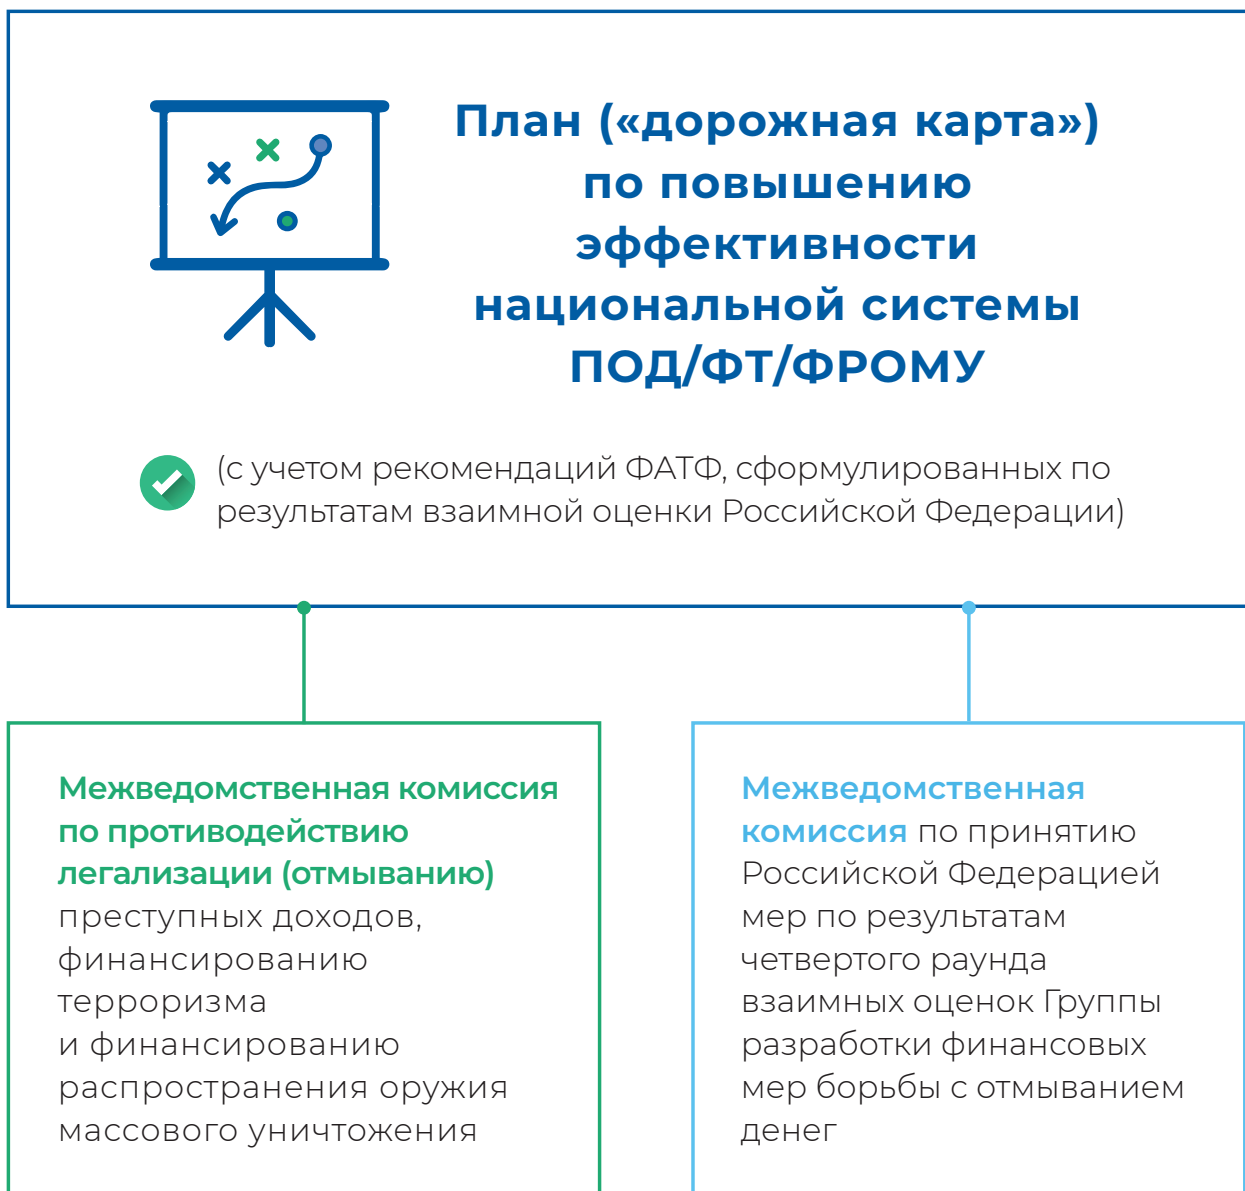 План («дорожная карта»)
по повышению
эффективности
национальной системы
ПОД/ФТ/ФРОМУ
(с учетом рекомендаций ФАТФ, сформулированных по
результатам взаимной оценки Российской Федерации)
Межведомственная комиссия
по противодействию
легализации (отмыванию)
преступных доходов,
финансированию
терроризма
и финансированию
распространения оружия
массового уничтожения
Межведомственная
комиссия по принятию
Российской Федерацией
мер по результатам
четвертого раунда
взаимных оценок Группы
разработки финансовых
мер борьбы с отмыванием
денег